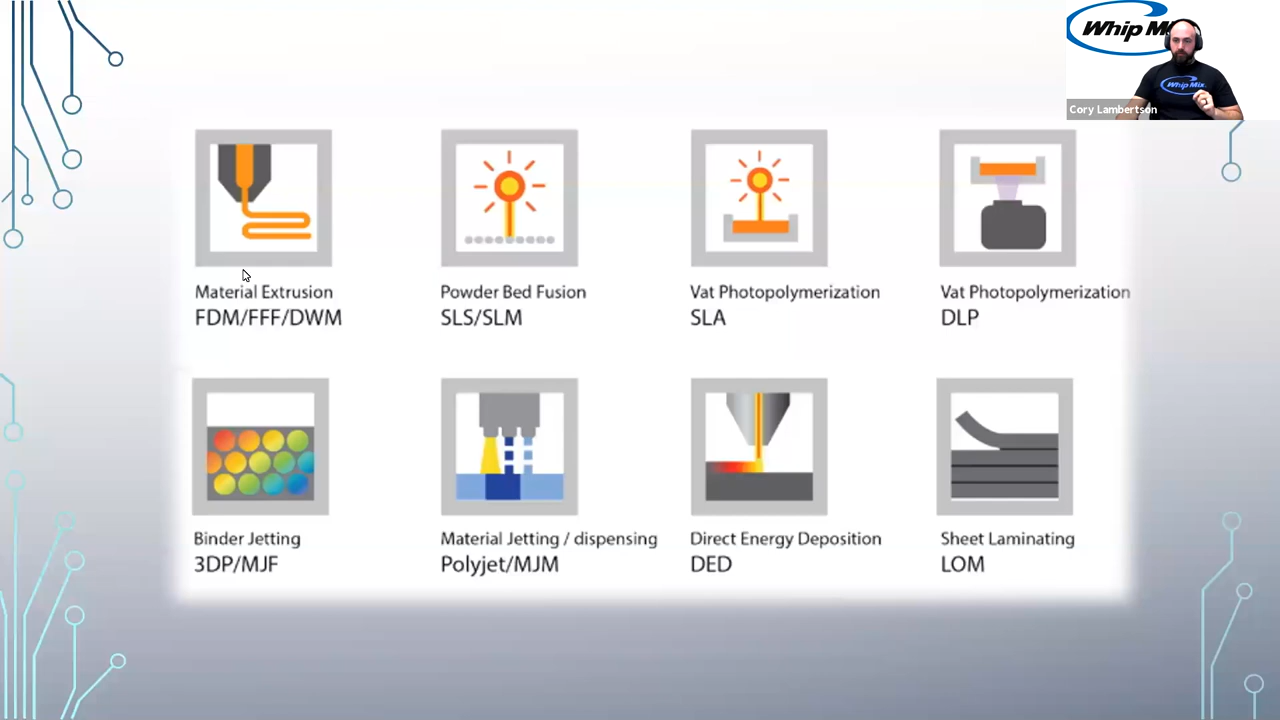 Whip M
Whip Mix
Cory Lambertson
Material Extrusion
FDM/FFF/DWM
Powder Bed Fusion
SLS/SLM
Vat Photopolymerization
SLA
Vat Photopolymerization
DLP
Binder Jetting
3DP/MJF
Material Jetting / dispensing
Polyjet/MJM
Direct Energy Deposition
DED
Sheet Laminating
LOM